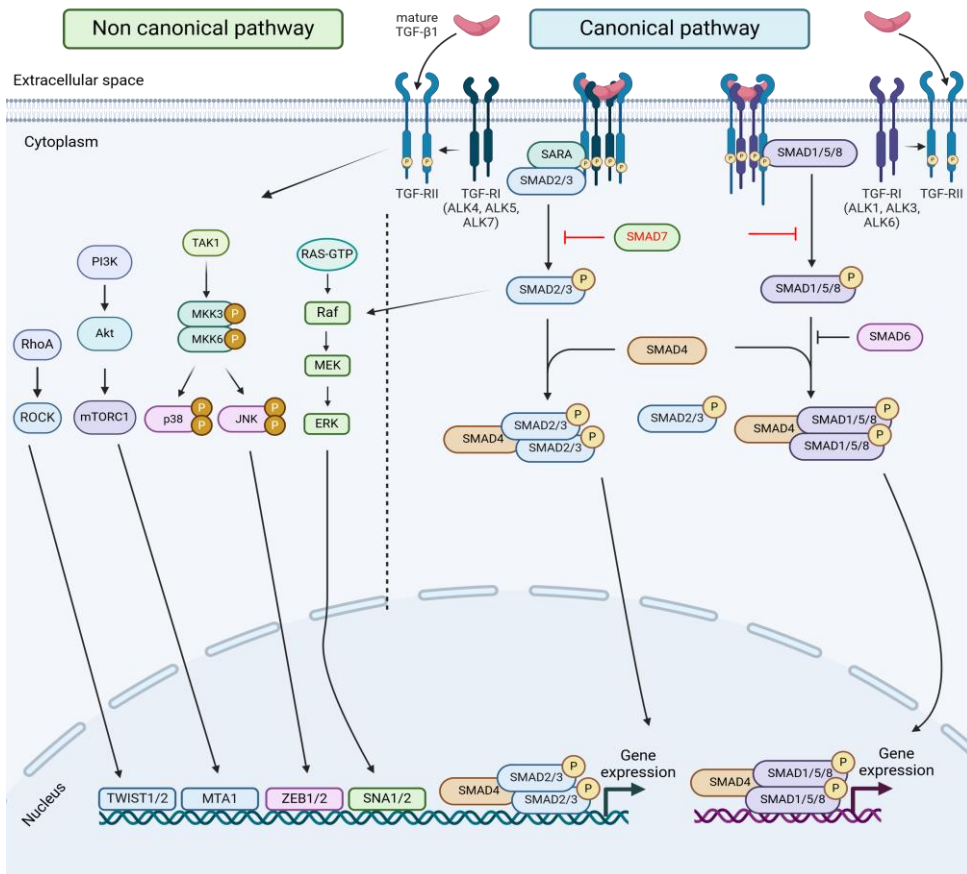 Non canonical pathway
mature
TGF-β1
Canonical pathway
Extracellular space
Cytoplasm
P
P
P
P
P
P
P
P
P
P
SARA
SMAD2/3
SMAD1/5/8
TGF-RII
TGF-RI
(ALK4, ALK5,
ALK7)
TGF-RI
(ALK1, ALK3,
ALK6)
TGF-RII
TAK1
RAS-GTP
SMAD7
PI3K
SMAD2/3
P
SMAD1/5/8
P
MKK3
P
MKK6
P
Raf
RhoA
Akt
MEK
SMAD4
SMAD6
ROCK
mTORC1
p38
P
P
JNK
P
P
ERK
SMAD4
SMAD2/3
P
SMAD2/3
P
SMAD2/3
P
SMAD4
SMAD1/5/8
P
SMAD1/5/8
P
Nucleus
TWIST1/2
MTA1
ZEB1/2
SNA1/2
SMAD4
SMAD2/3
P
SMAD2/3
P
Gene
expression
SMAD4
SMAD1/5/8
P
SMAD1/5/8
P
Gene
expression